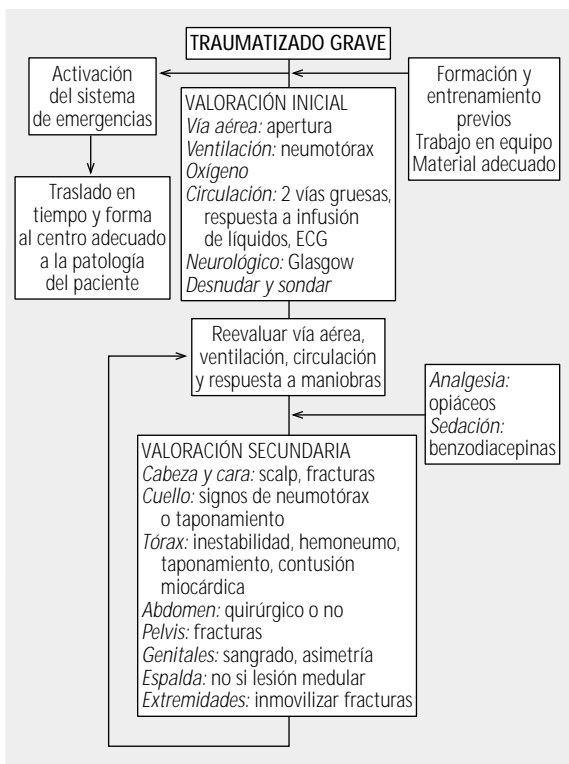 TRAUMATIZADO GRAVE
Activación
del sistema
de emergencias
Formación y
entrenamiento
previos
Trabajo en equipo
Material adecuado
Traslado en
tiempo y forma
al centro adecuado
a la patología
del paciente
VALORACIÓN INICIAL
Vía aérea: apertura
Ventilación: neumotórax
Oxígeno
Circulación: 2 vías gruesas,
respuesta a infusión
de líquidos, ECG
Neurológico: Glasgow
Desnudar y sondar
Reevaluar vía aérea,
ventilación, circulación
y respuesta a maniobras
Analgesia:
opiáceos
Sedación:
benzodiacepinas
VALORACIÓN SECUNDARIA
Cabeza y cara: scalp, fracturas
Cuello: signos de neumotórax
o taponamiento
Tórax: inestabilidad, hemoneumo,
taponamiento, contusión
miocárdica
Abdomen: quirúrgico o no
Pelvis: fracturas
Genitales: sangrado, asimetría
Espalda: no si lesión medular
Extremidades: inmovilizar fracturas